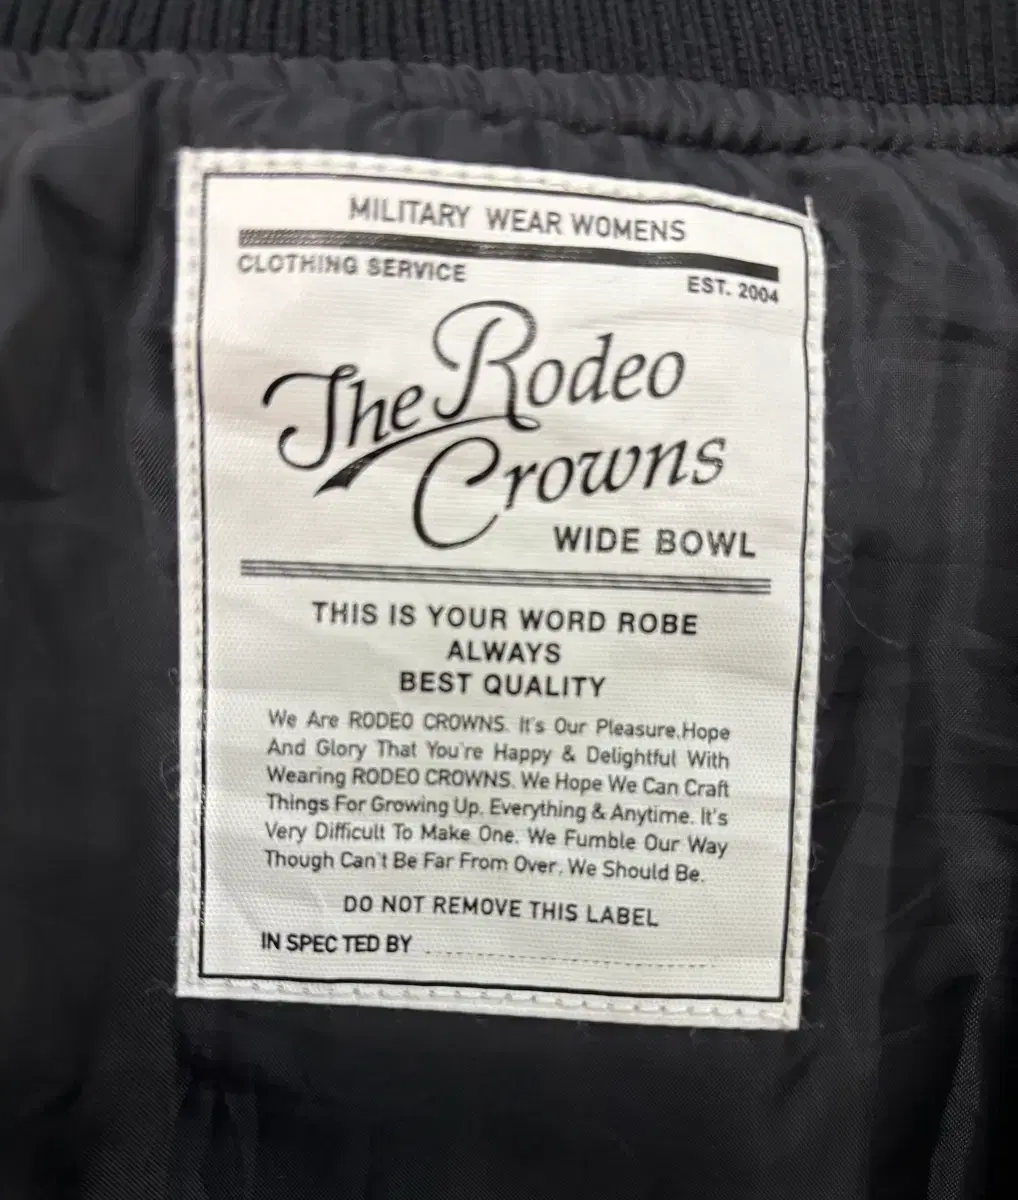 MILITARY WEAR WOMENS
CLOTHING SERVICE EST. 2004
The Rodeo
Crowns
WIDE BOWL
THIS IS YOUR WORD ROBE
ALWAYS
BEST QUALITY
We Are RODEO CROWNS. It's Our Pleasure,Hope
And Glory That You're Happy & Delightful With
Wearing RODEO CROWNS. We Hope We Can Craft
Things For Growing Up. Everything & Anytime. It's
Very Difficult To Make One. We Fumble Our Way
Though Can't Be Far From Over. We Should Be.
DO NOT REMOVE THIS LABEL
IN SPEC TED BY